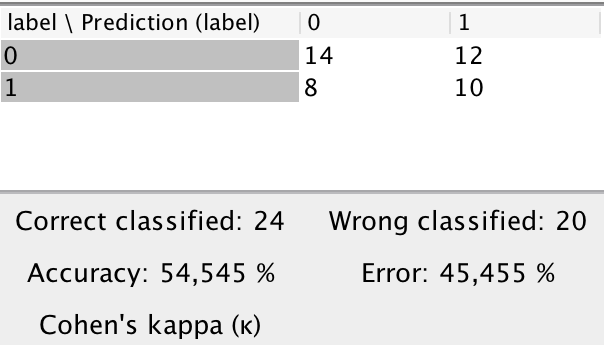 label \ Prediction (label) 0 1
0 14 12
1 8 10
Correct classified: 24 Wrong classified: 20
Accuracy: 54,545 % Error: 45,455 %
Cohen's kappa (κ)